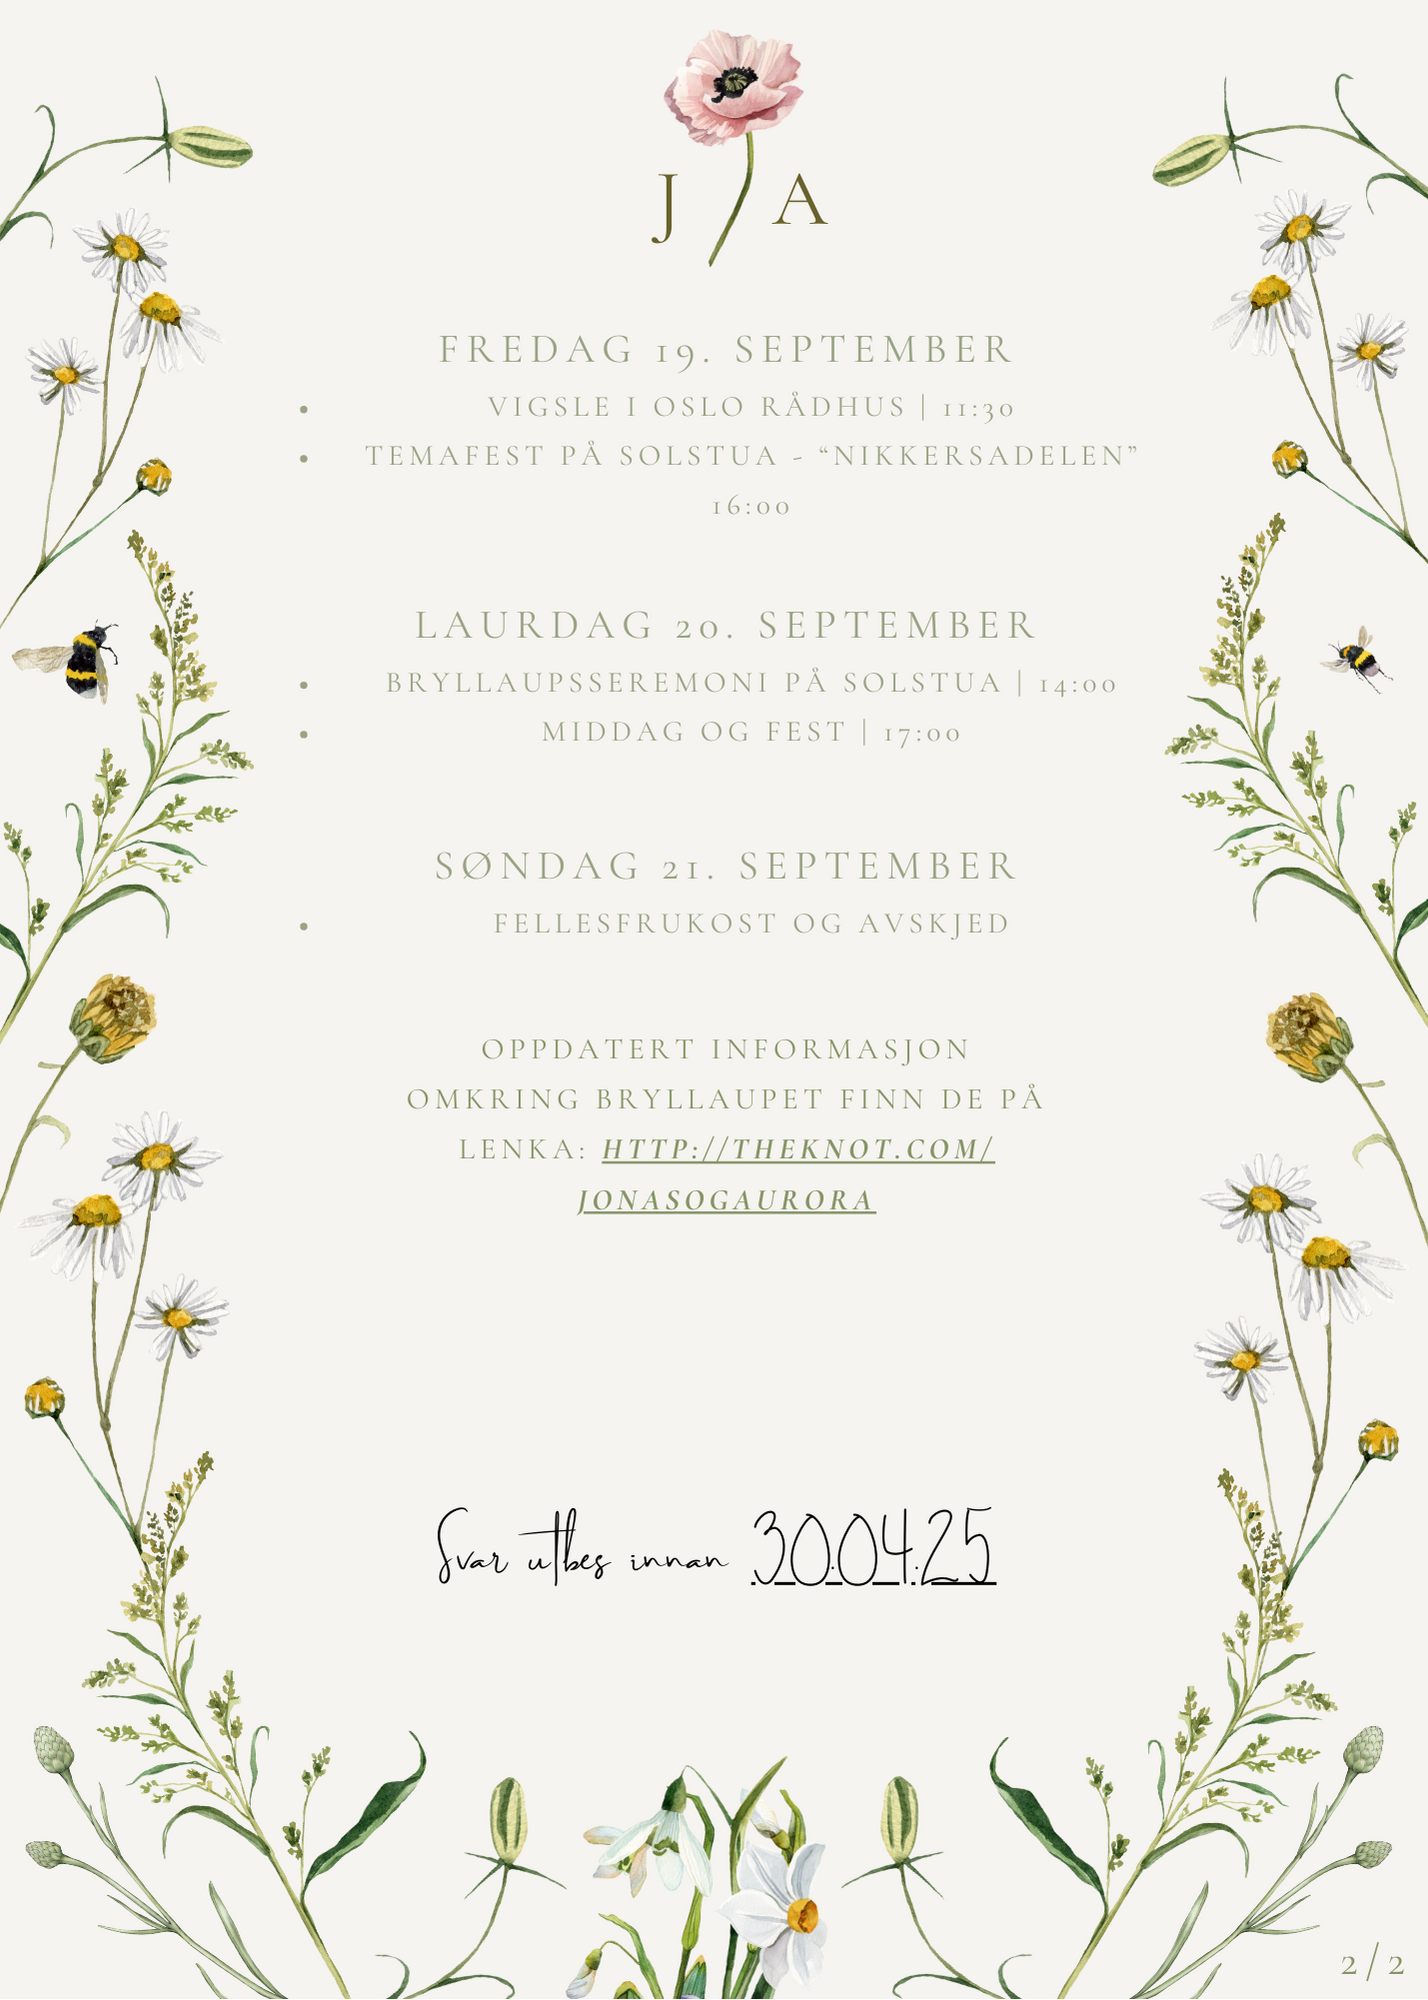 J A
FREDAG 19. SEPTEMBER
• VIGSLE I OSLO RÅDHUS | 11:30
• TEMAFEST PÅ SOLSTUA - “NIKKERSADELEN”
16:00
LAURDAG 20. SEPTEMBER
• BRYLLAUPSSEREMONI PÅ SOLSTUA | 14:00
• MIDDAG OG FEST | 17:00
SØNDAG 21. SEPTEMBER
• FELLESFRUKOST OG AVSKJED
OPPDATERT INFORMASJON
OMKRING BRYLLAUPET FINN DE PÅ
LENKA: HTTP://THEKNOT.COM/
JONASOGAURORA
Svar utbes innan 30.04.25
2/2